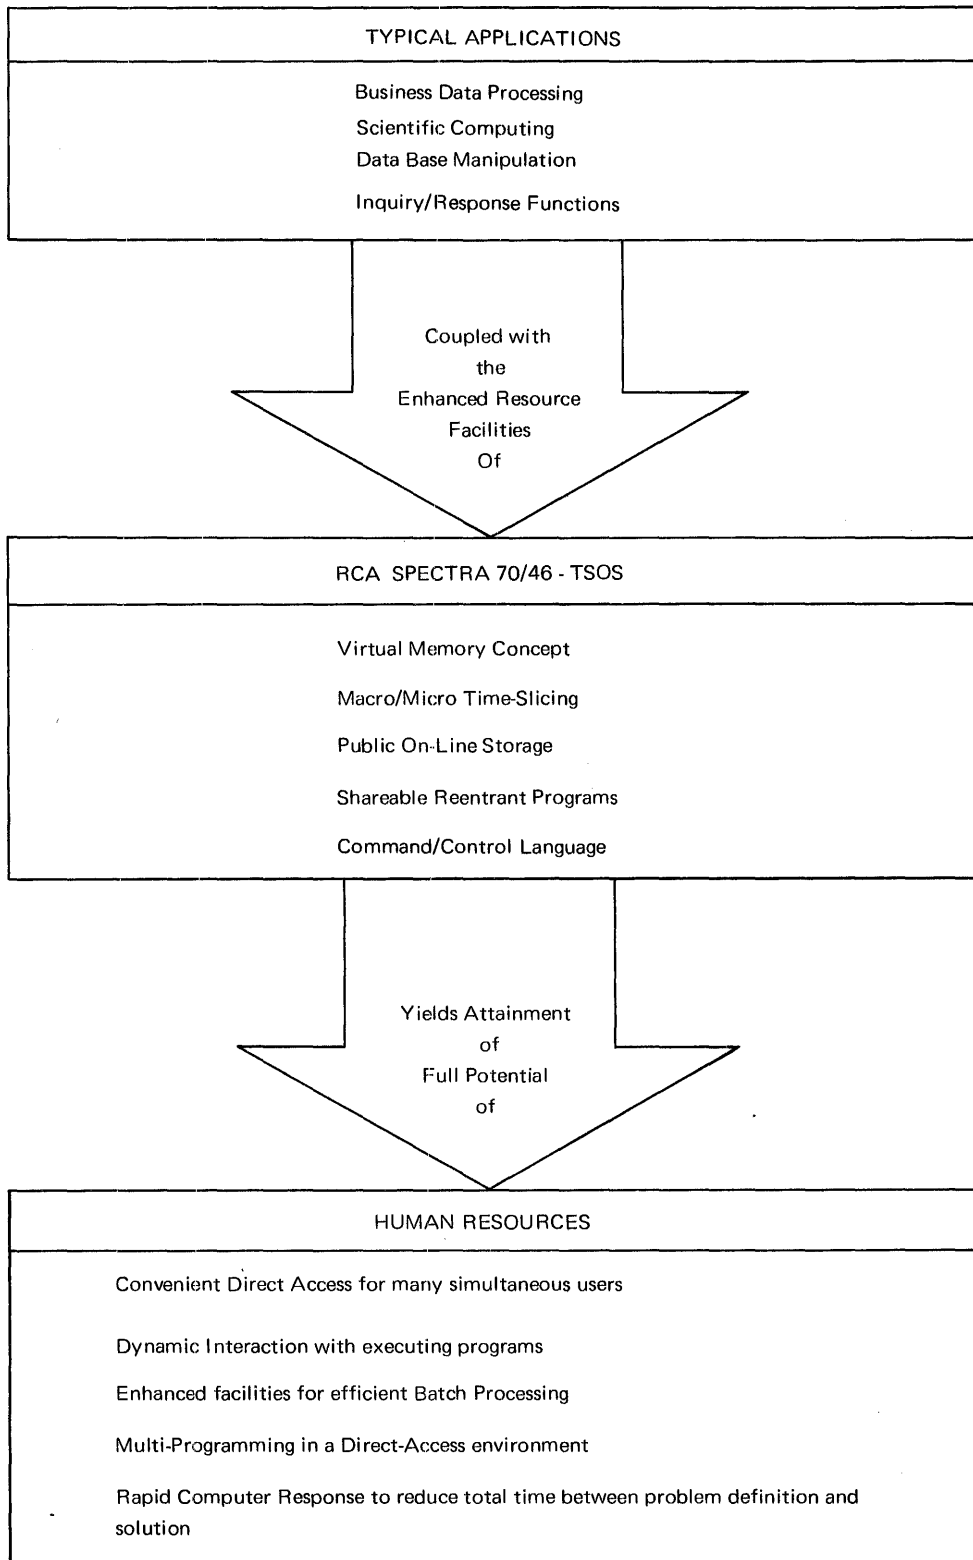 TYPICAL APPLICATIONS
Business Data Processing
Scientific Computing
Data Base Manipulation
Inquiry/Response Functions
Coupled with
the
Enhanced Resource
Facilities
Of
RCA SPECTRA 70/46 - TSOS
Virtual Memory Concept
Macro/Micro Time-Slicing
Public On-Line Storage
Shareable Reentrant Programs
Command/Control Language
Yields Attainment
of
Full Potential
of
HUMAN RESOURCES
Convenient Direct Access for many simultaneous users
Dynamic Interaction with executing programs
Enhanced facilities for efficient Batch Processing
Multi-Programming in a Direct-Access environment
Rapid Computer Response to reduce total time between problem definition and
solution